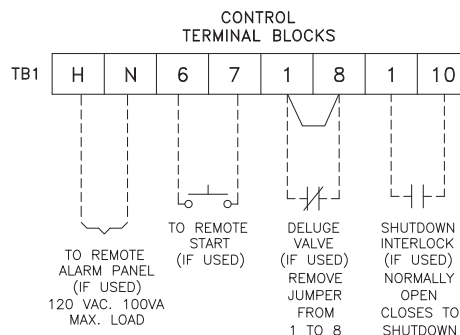 CONTROL
TERMINAL BLOCKS
TB1 H N 6 7 1 8 1 10
TO REMOTE
ALARM PANEL
(IF USED)
120 VAC. 100VA
MAX. LOAD
TO REMOTE
START
(IF USED)
DELUGE
VALVE
(IF USED)
REMOVE
JUMPER
FROM
1 TO 8
SHUTDOWN
INTERLOCK
(IF USED)
NORMALLY
OPEN
CLOSES TO
SHUTDOWN